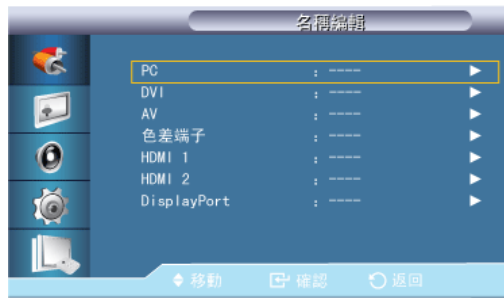 名稱編輯
PC : ----
DVI : ----
AV : ----
色差端子 : ----
HDMI 1 : ----
HDMI 2 : ----
DisplayPort : ----
移動 確認 返回